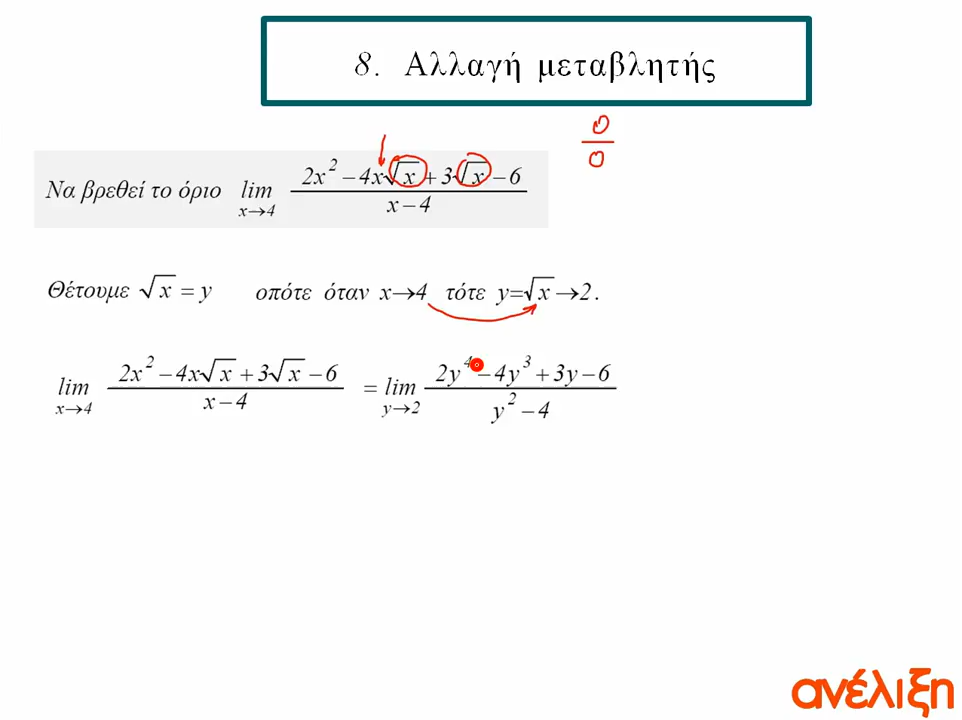 8. Αλλαγή μεταβλητής
0/0
Να βρεθεί το όριο lim_{x→4} (2x² − 4x√x + 3√x − 6)/(x − 4)
Θέτουμε √x = y οπότε όταν x→4 τότε y=√x →2.
lim_{x→4} (2x² − 4x√x + 3√x − 6)/(x − 4) = lim_{y→2} (2y⁴ − 4y³ + 3y − 6)/(y² − 4)
ανέλιξη